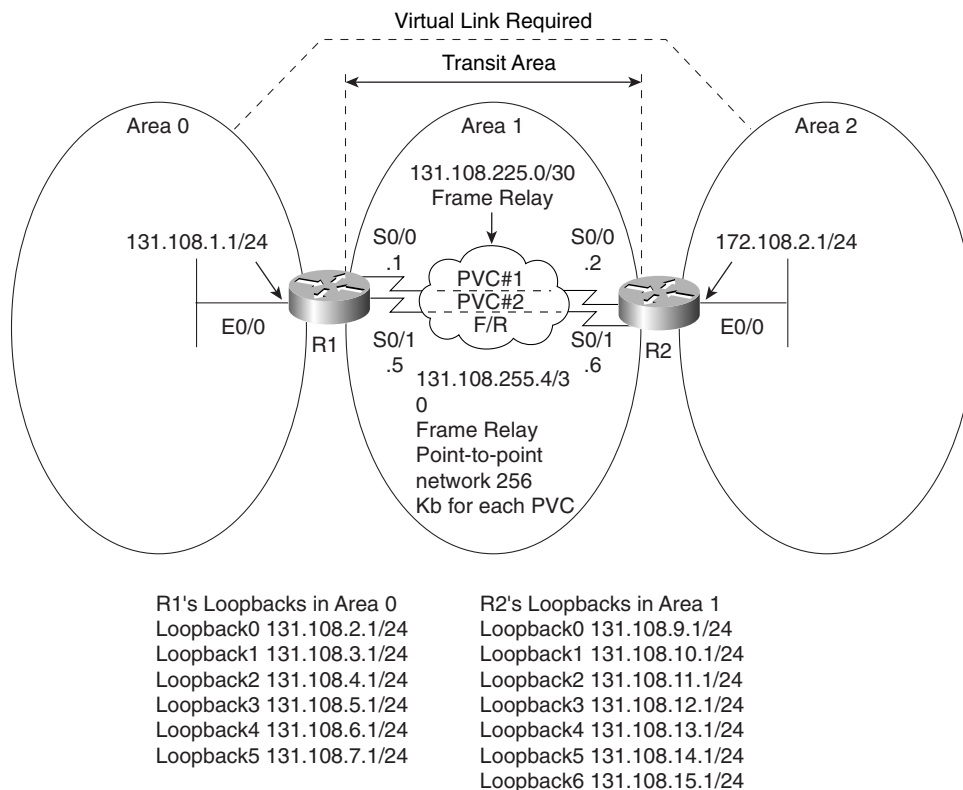 Virtual Link Required
Transit Area
Area 0
Area 1
Area 2
131.108.225.0/30
Frame Relay
131.108.1.1/24
S0/0
.1
S0/0
.2
172.108.2.1/24
PVC#1
PVC#2
F/R
E0/0
R1
S0/1
.5
S0/1
.6
R2
E0/0
131.108.255.4/3
0
Frame Relay
Point-to-point
network 256
Kb for each PVC
R1's Loopbacks in Area 0
Loopback0 131.108.2.1/24
Loopback1 131.108.3.1/24
Loopback2 131.108.4.1/24
Loopback3 131.108.5.1/24
Loopback4 131.108.6.1/24
Loopback5 131.108.7.1/24
R2's Loopbacks in Area 1
Loopback0 131.108.9.1/24
Loopback1 131.108.10.1/24
Loopback2 131.108.11.1/24
Loopback3 131.108.12.1/24
Loopback4 131.108.13.1/24
Loopback5 131.108.14.1/24
Loopback6 131.108.15.1/24